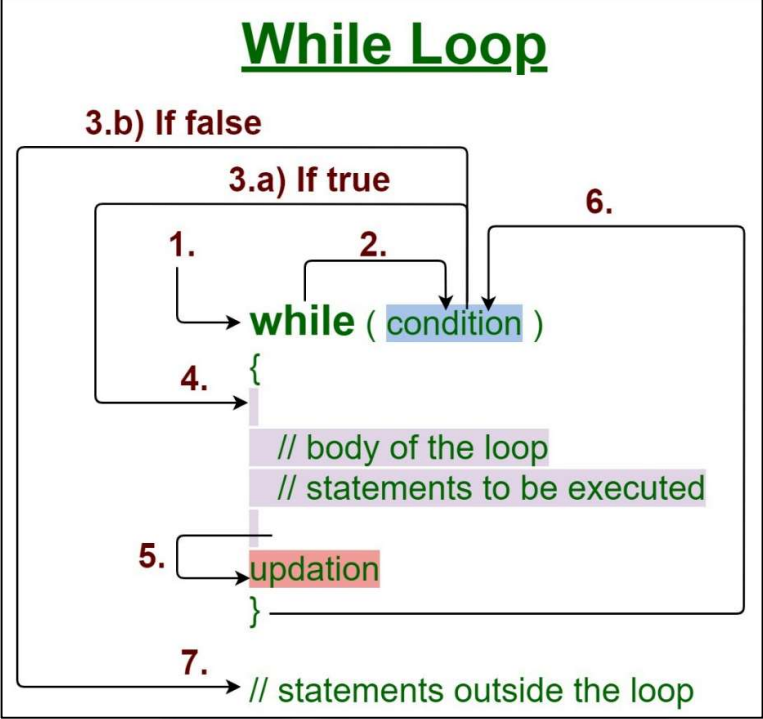 While Loop
3.b) If false
3.a) If true
6.
1.
2.
while ( condition )
{
4.
// body of the loop
// statements to be executed
5.
updation
}
7.
// statements outside the loop